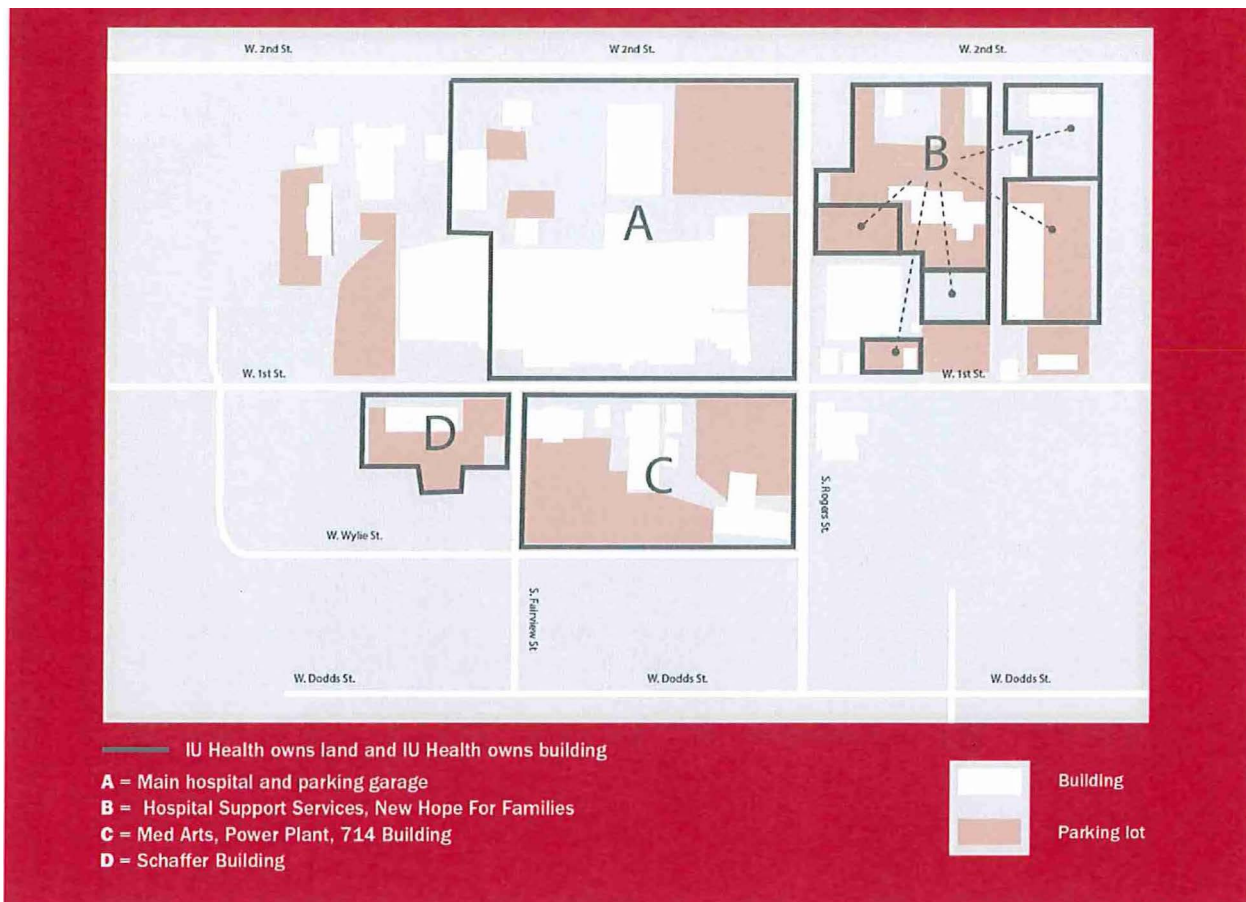 W. 2nd St.
W 2nd St.
W. 2nd St.
B
A
W. 1st St.
W. 1st St.
D
C
S. Rogers St.
W. Wylie St.
S. Fairview St
W. Dodds St.
W. Dodds St.
W. Dodds St.
IU Health owns land and IU Health owns building
A = Main hospital and parking garage
B = Hospital Support Services, New Hope For Families
C = Med Arts, Power Plant, 714 Building
D = Schaffer Building
Building
Parking lot